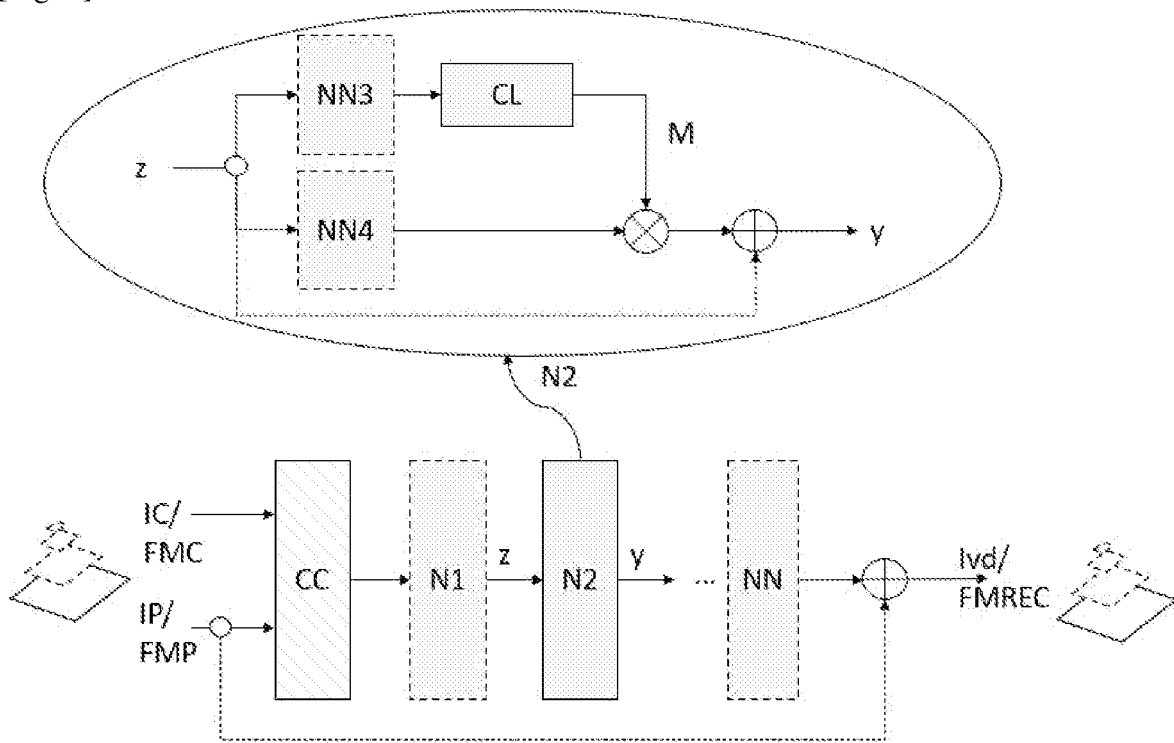 NN3
CL
M
z
NN4
y
N2
IC/
FMC
IP/
FMP
CC
N1
z
N2
y
...
NN
Ivd/
FMREC